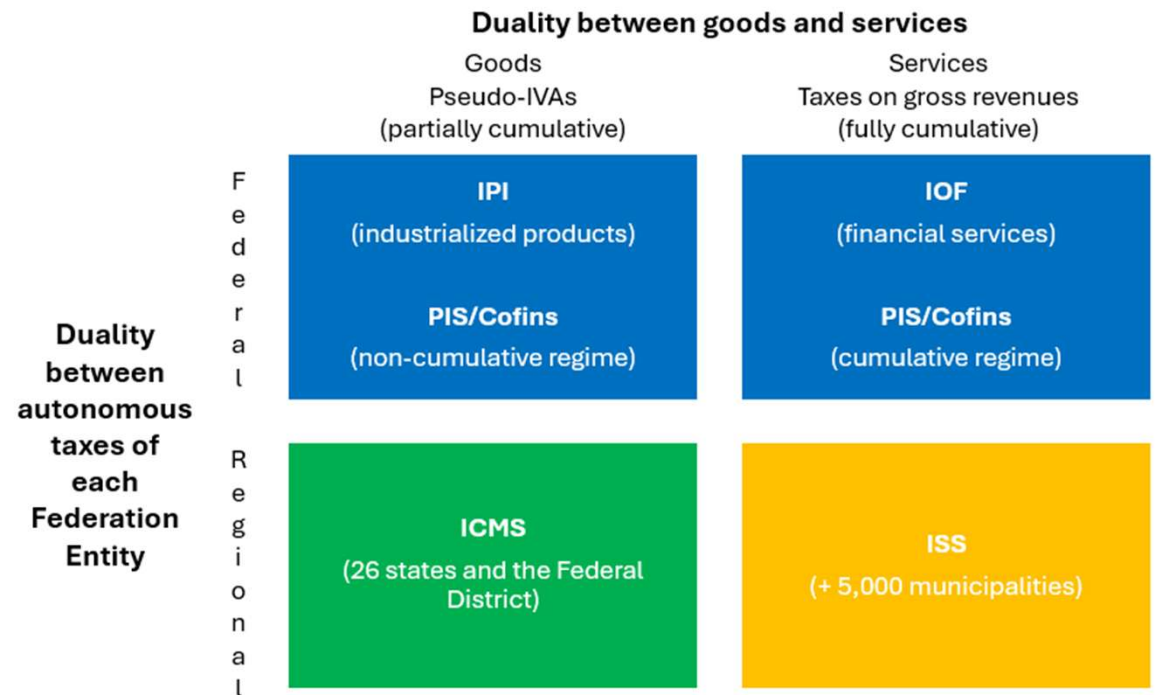 Duality between goods and services
Goods
Pseudo-IVAs
(partially cumulative)
Services
Taxes on gross revenues
(fully cumulative)
Duality
between
autonomous
taxes of
each
Federation
Entity
Federal
IPI
(industrialized products)
PIS/Cofins
(non-cumulative regime)
IOF
(financial services)
PIS/Cofins
(cumulative regime)
Regional
ICMS
(26 states and the Federal
District)
ISS
(+ 5,000 municipalities)